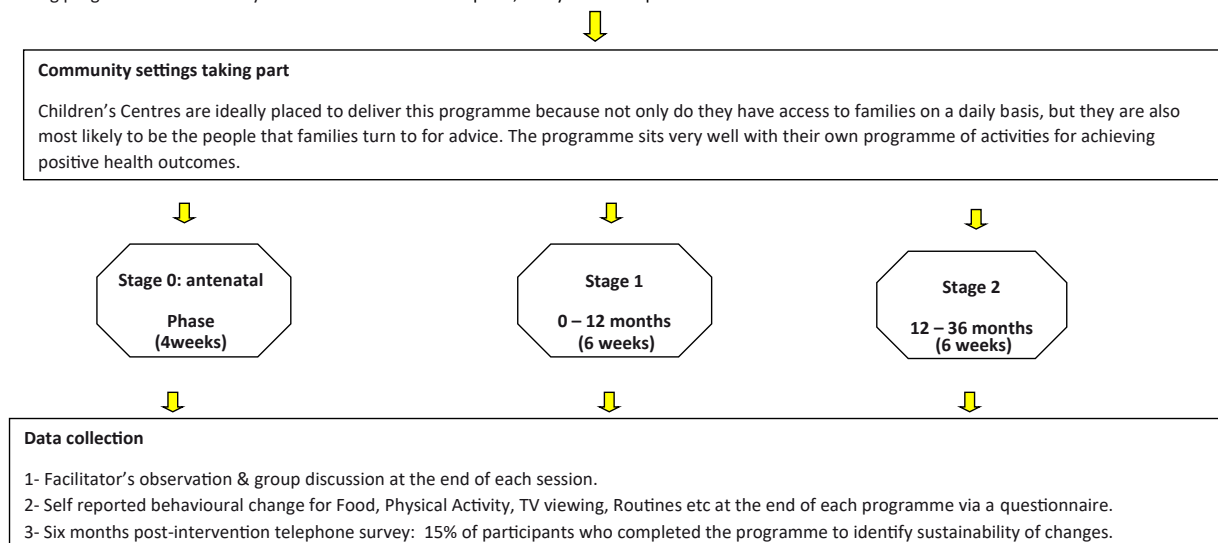 Community settings taking part
Children's Centres are ideally placed to deliver this programme because not only do they have access to families on a daily basis, but they are also
most likely to be the people that families turn to for advice. The programme sits very well with their own programme of activities for achieving
positive health outcomes.
Stage 0: antenatal
Phase
(4weeks)
Stage 1
0 – 12 months
(6 weeks)
Stage 2
12 – 36 months
(6 weeks)
Data collection
1- Facilitator's observation & group discussion at the end of each session.
2- Self reported behavioural change for Food, Physical Activity, TV viewing, Routines etc at the end of each programme via a questionnaire.
3- Six months post-intervention telephone survey: 15% of participants who completed the programme to identify sustainability of changes.